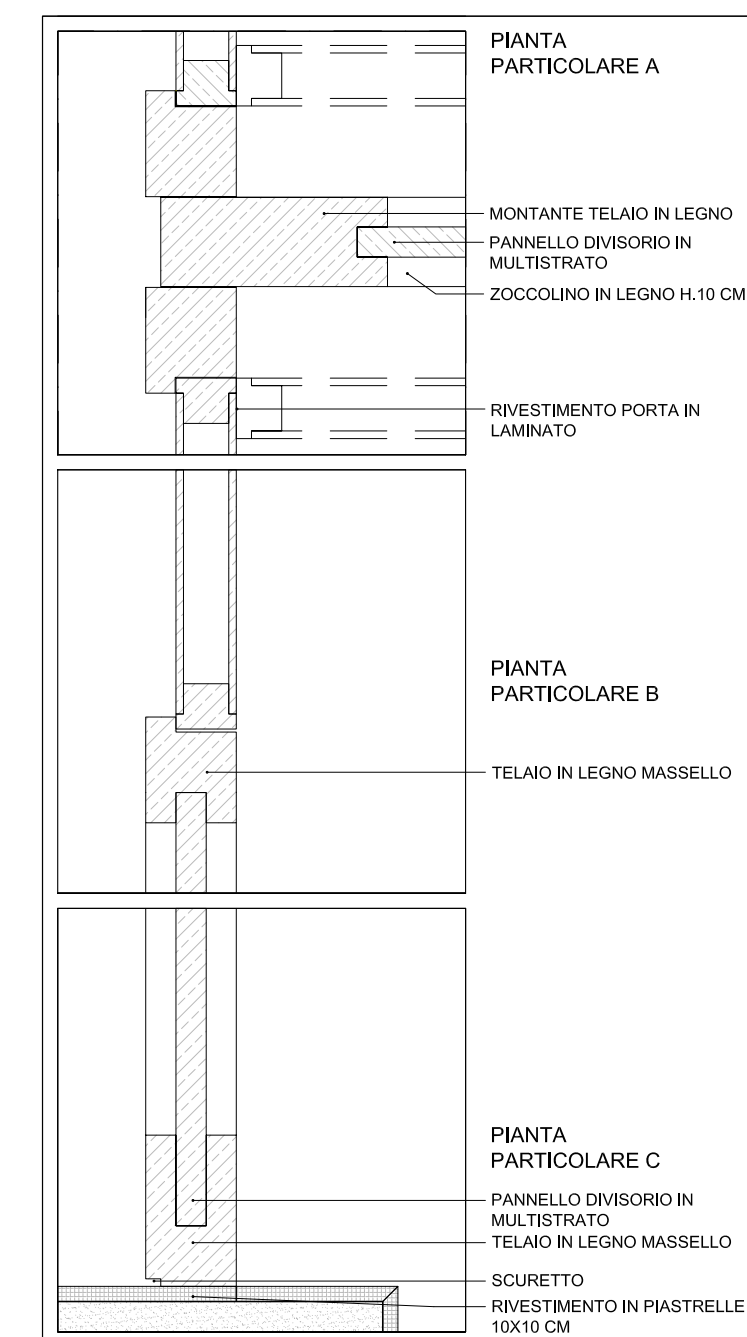 PIANTA
PARTICOLARE A
MONTANTE TELAIO IN LEGNO
PANNELLO DIVISORIO IN
MULTISTRATO
ZOCCOLINO IN LEGNO H.10 CM
RIVESTIMENTO PORTA IN
LAMINATO
PIANTA
PARTICOLARE B
TELAIO IN LEGNO MASSELLO
PIANTA
PARTICOLARE C
PANNELLO DIVISORIO IN
MULTISTRATO
TELAIO IN LEGNO MASSELLO
SCURETTO
RIVESTIMENTO IN PIASTRELLE
10X10 CM